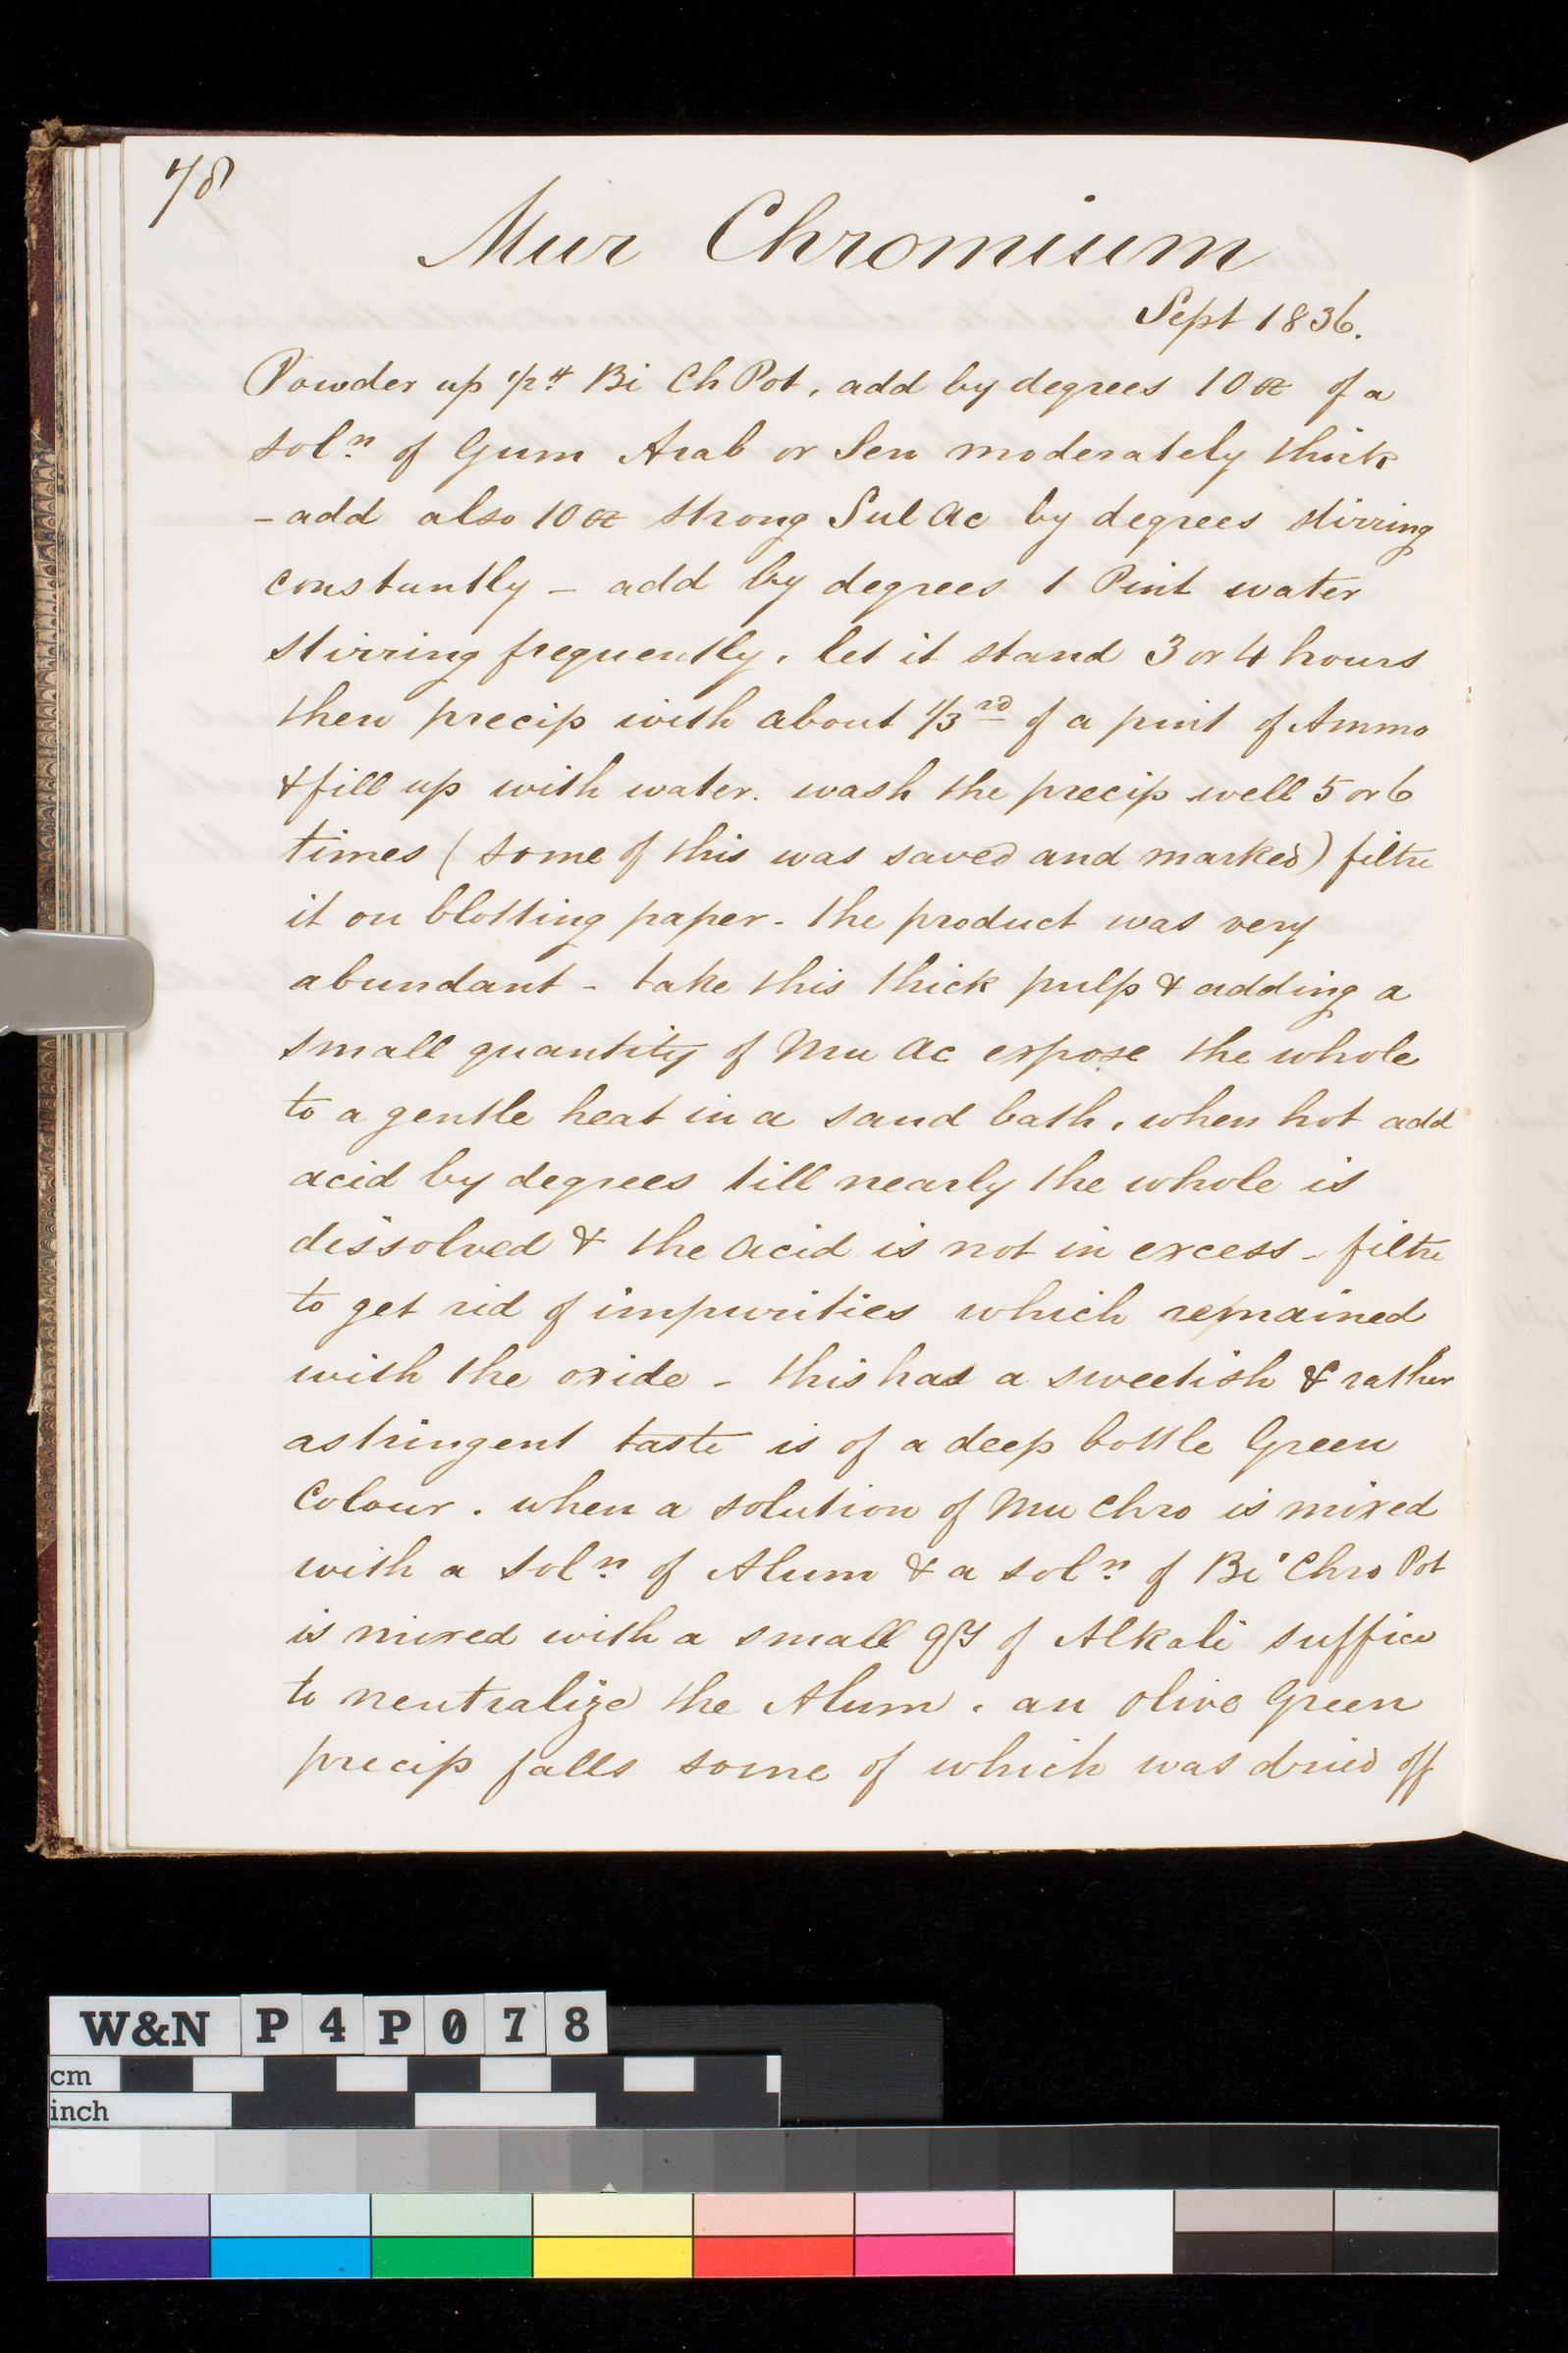 78
Mur Chromium
Sept 1836.
Powder up 1/2 # Bi Ch Pot, add by degrees 10 oz of a
solⁿ of Gum Arab or Sen moderately thick
- add also 10 oz strong Sul Ac by degrees stirring
constantly - add by degrees 1 Pint water
stirring frequently, let it stand 3 or 4 hours
then precip with about 1/3rd of a pint of Ammo
& fill up with water. wash the precip well 5 or 6
times (some of this was saved and marked) filtre
it on blotting paper - the product was very
abundant - take this thick pulp & adding a
small quantity of Mu Ac expose the whole
to a gentle heat in a sand bath, when hot add
acid by degrees till nearly the whole is
dissolved & the acid is not in excess - filtre
to get rid of impurities which remained
with the oxide - this has a sweetish & rather
astringent taste is of a deep bottle Green
Colour. when a solution of Mu Chro is mixed
with a solⁿ of Alum & a solⁿ of Bi Chro Pot
is mixed with a small qty of Alkali suffice
to neutralize the Alum, an olive Green
precip falls some of which was dried off
W&N P4P078
cm
inch